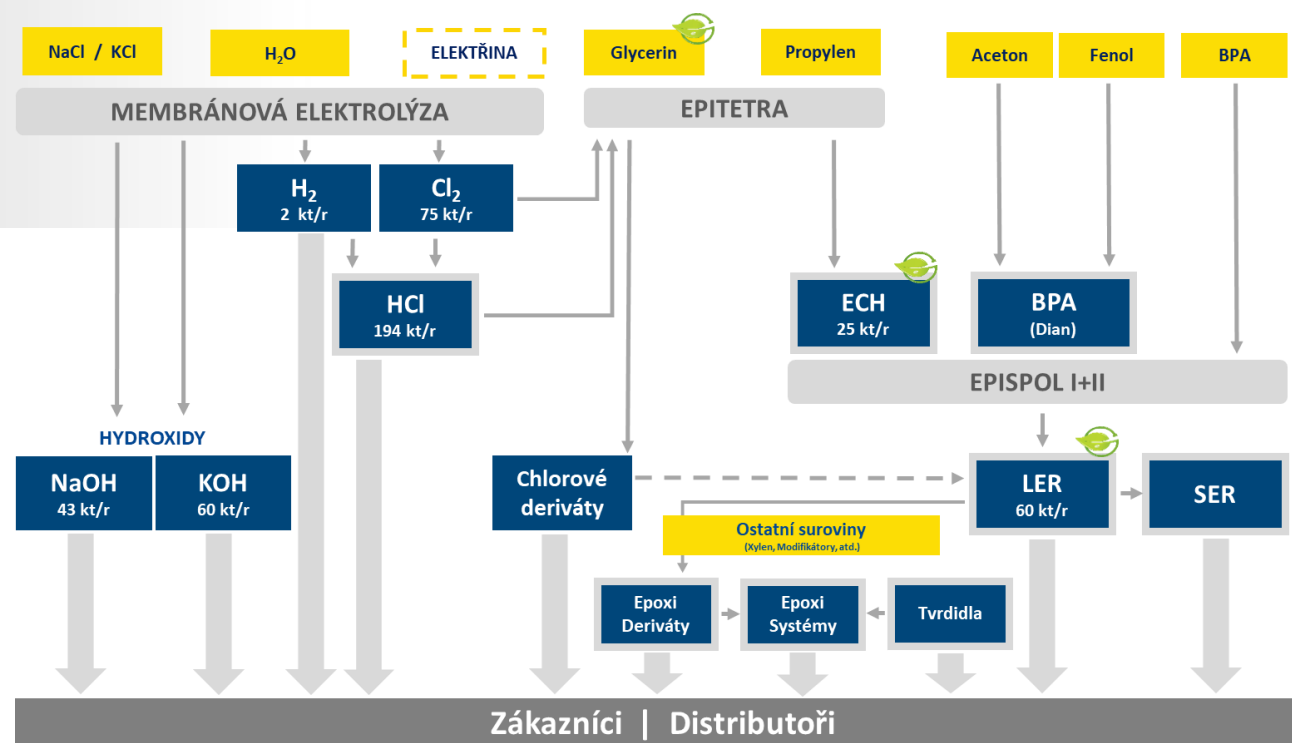 NaCl / KCl
H₂O
ELEKTŘINA
Glycerin
Propylen
Aceton
Fenol
BPA
MEMBRÁNOVÁ ELEKTROLÝZA
EPITETRA
H₂
2 kt/r
Cl₂
75 kt/r
HCl
194 kt/r
ECH
25 kt/r
BPA
(Dian)
EPISPOL I+II
HYDROXIDY
NaOH
43 kt/r
KOH
60 kt/r
Chlorové
deriváty
LER
60 kt/r
SER
Ostatní suroviny
(Xylen, Modifikátory, atd.)
Epoxi
Deriváty
Epoxi
Systémy
Tvrdidla
Zákazníci | Distributoři